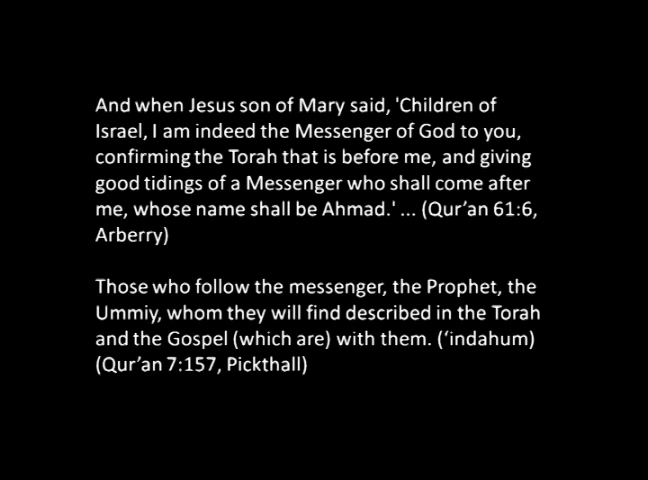 And when Jesus son of Mary said, 'Children of
Israel, I am indeed the Messenger of God to you,
confirming the Torah that is before me, and giving
good tidings of a Messenger who shall come after
me, whose name shall be Ahmad.' ... (Qur’an 61:6,
Arberry)
Those who follow the messenger, the Prophet, the
Ummiy, whom they will find described in the Torah
and the Gospel (which are) with them. (‘indahum)
(Qur’an 7:157, Pickthall)